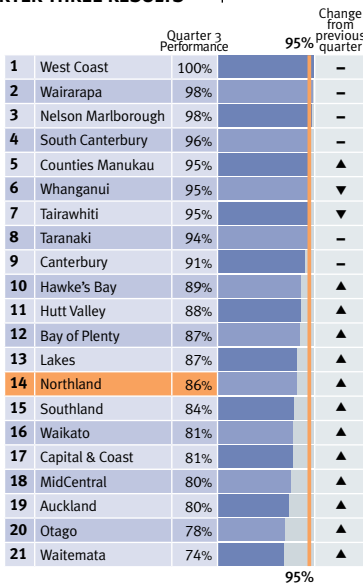 Quarter 3 Performance 95% Change from previous quarter
1 West Coast 100% –
2 Wairarapa 98% –
3 Nelson Marlborough 98% –
4 South Canterbury 96% –
5 Counties Manukau 95% ▲
6 Whanganui 95% ▼
7 Tairawhiti 95% ▼
8 Taranaki 94% –
9 Canterbury 91% –
10 Hawke's Bay 89% ▲
11 Hutt Valley 88% ▲
12 Bay of Plenty 87% ▲
13 Lakes 87% ▲
14 Northland 86% ▲
15 Southland 84% ▲
16 Waikato 81% ▲
17 Capital & Coast 81% ▲
18 MidCentral 80% ▲
19 Auckland 80% ▲
20 Otago 78% ▲
21 Waitemata 74% ▲
95%